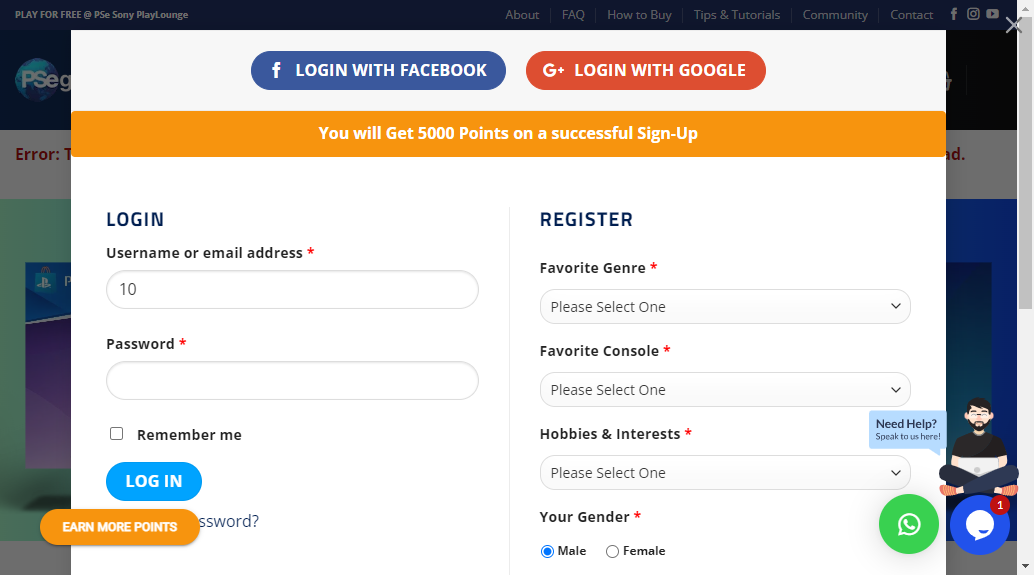 PLAY FOR FREE @ PSe Sony PlayLounge
About FAQ How to Buy Tips & Tutorials Community Contact
LOGIN WITH FACEBOOK LOGIN WITH GOOGLE
PSeg
You will Get 5000 Points on a successful Sign-Up
Error: T
ad.
LOGIN
Username or email address *
10
Password *
Remember me
LOG IN
ssword?
EARN MORE POINTS
REGISTER
Favorite Genre *
Please Select One
Favorite Console *
Please Select One
Hobbies & Interests *
Please Select One
Your Gender *
Male Female
Need Help?
Speak to us here!
1